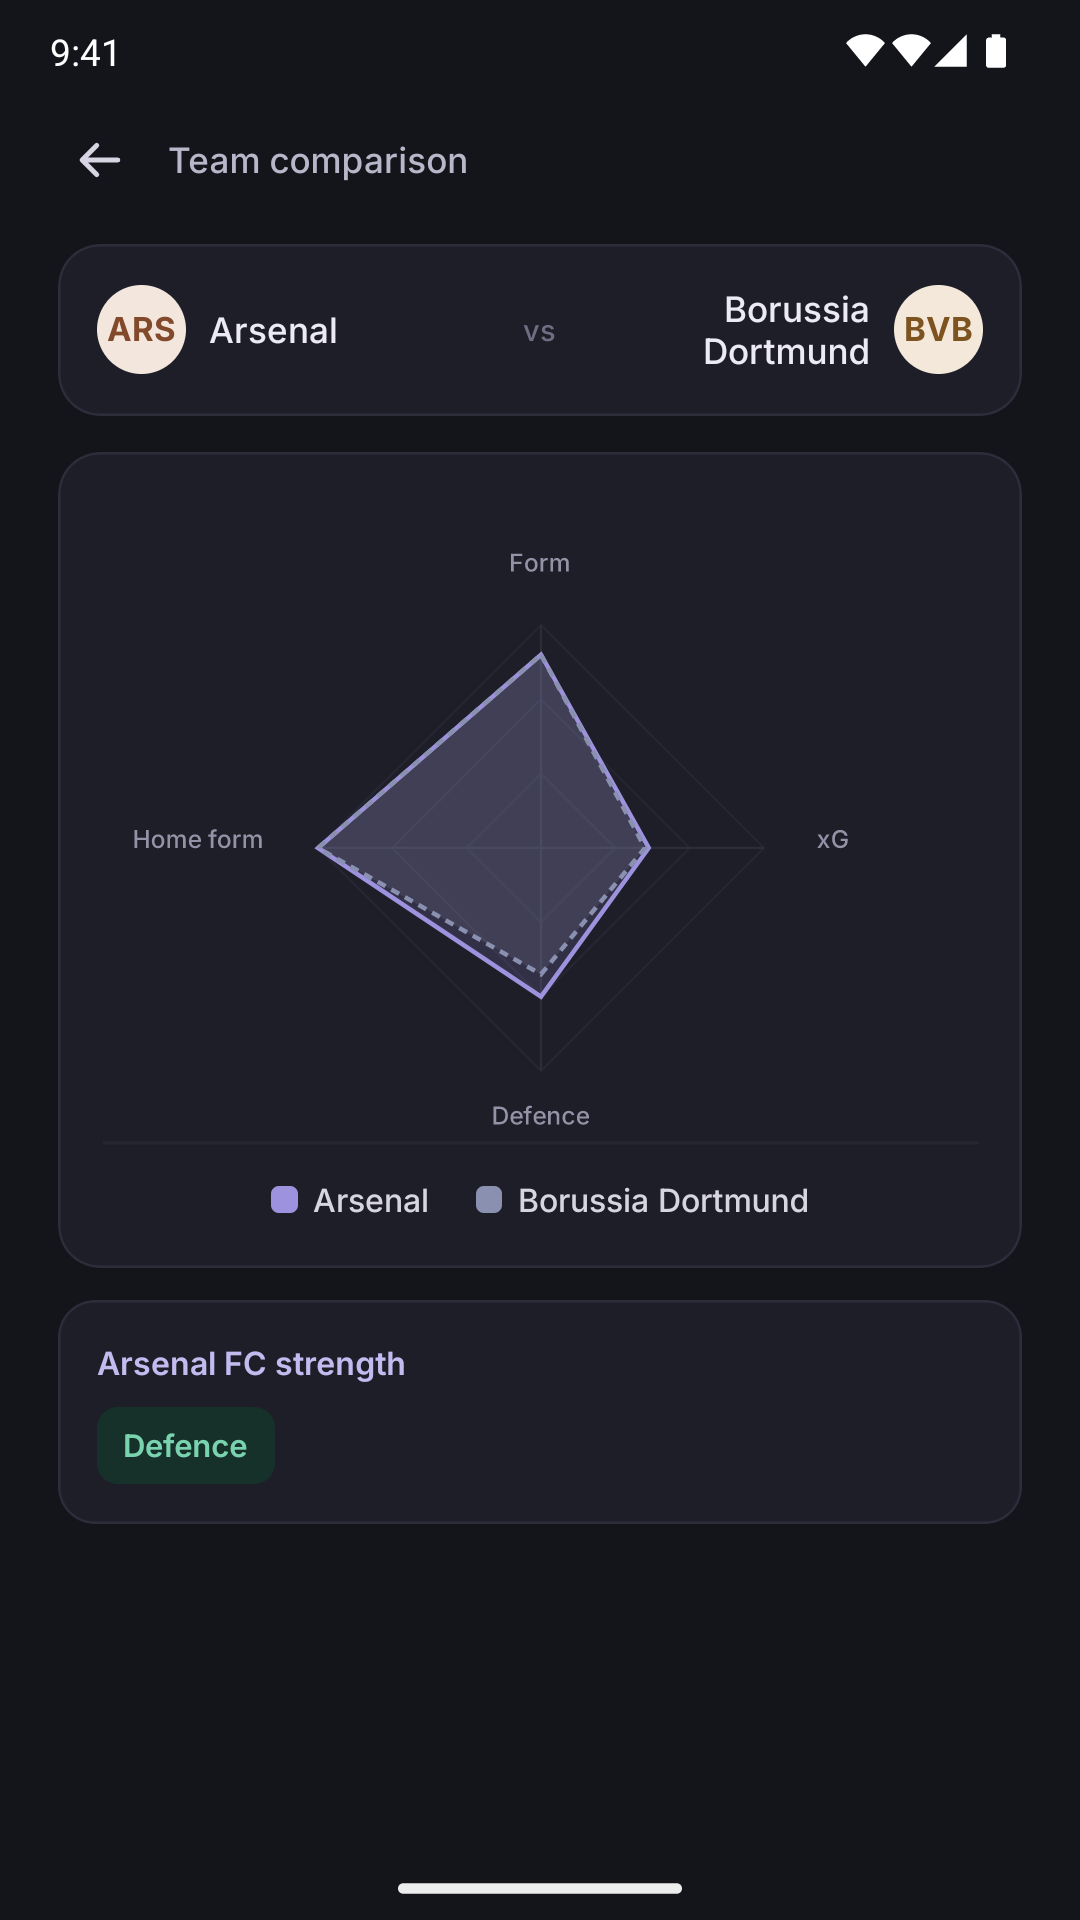 9:41
Team comparison
ARS
Arsenal
vs
Borussia
Dortmund
BVB
Form
Home form
xG
Defence
Arsenal
Borussia Dortmund
Arsenal FC strength
Defence